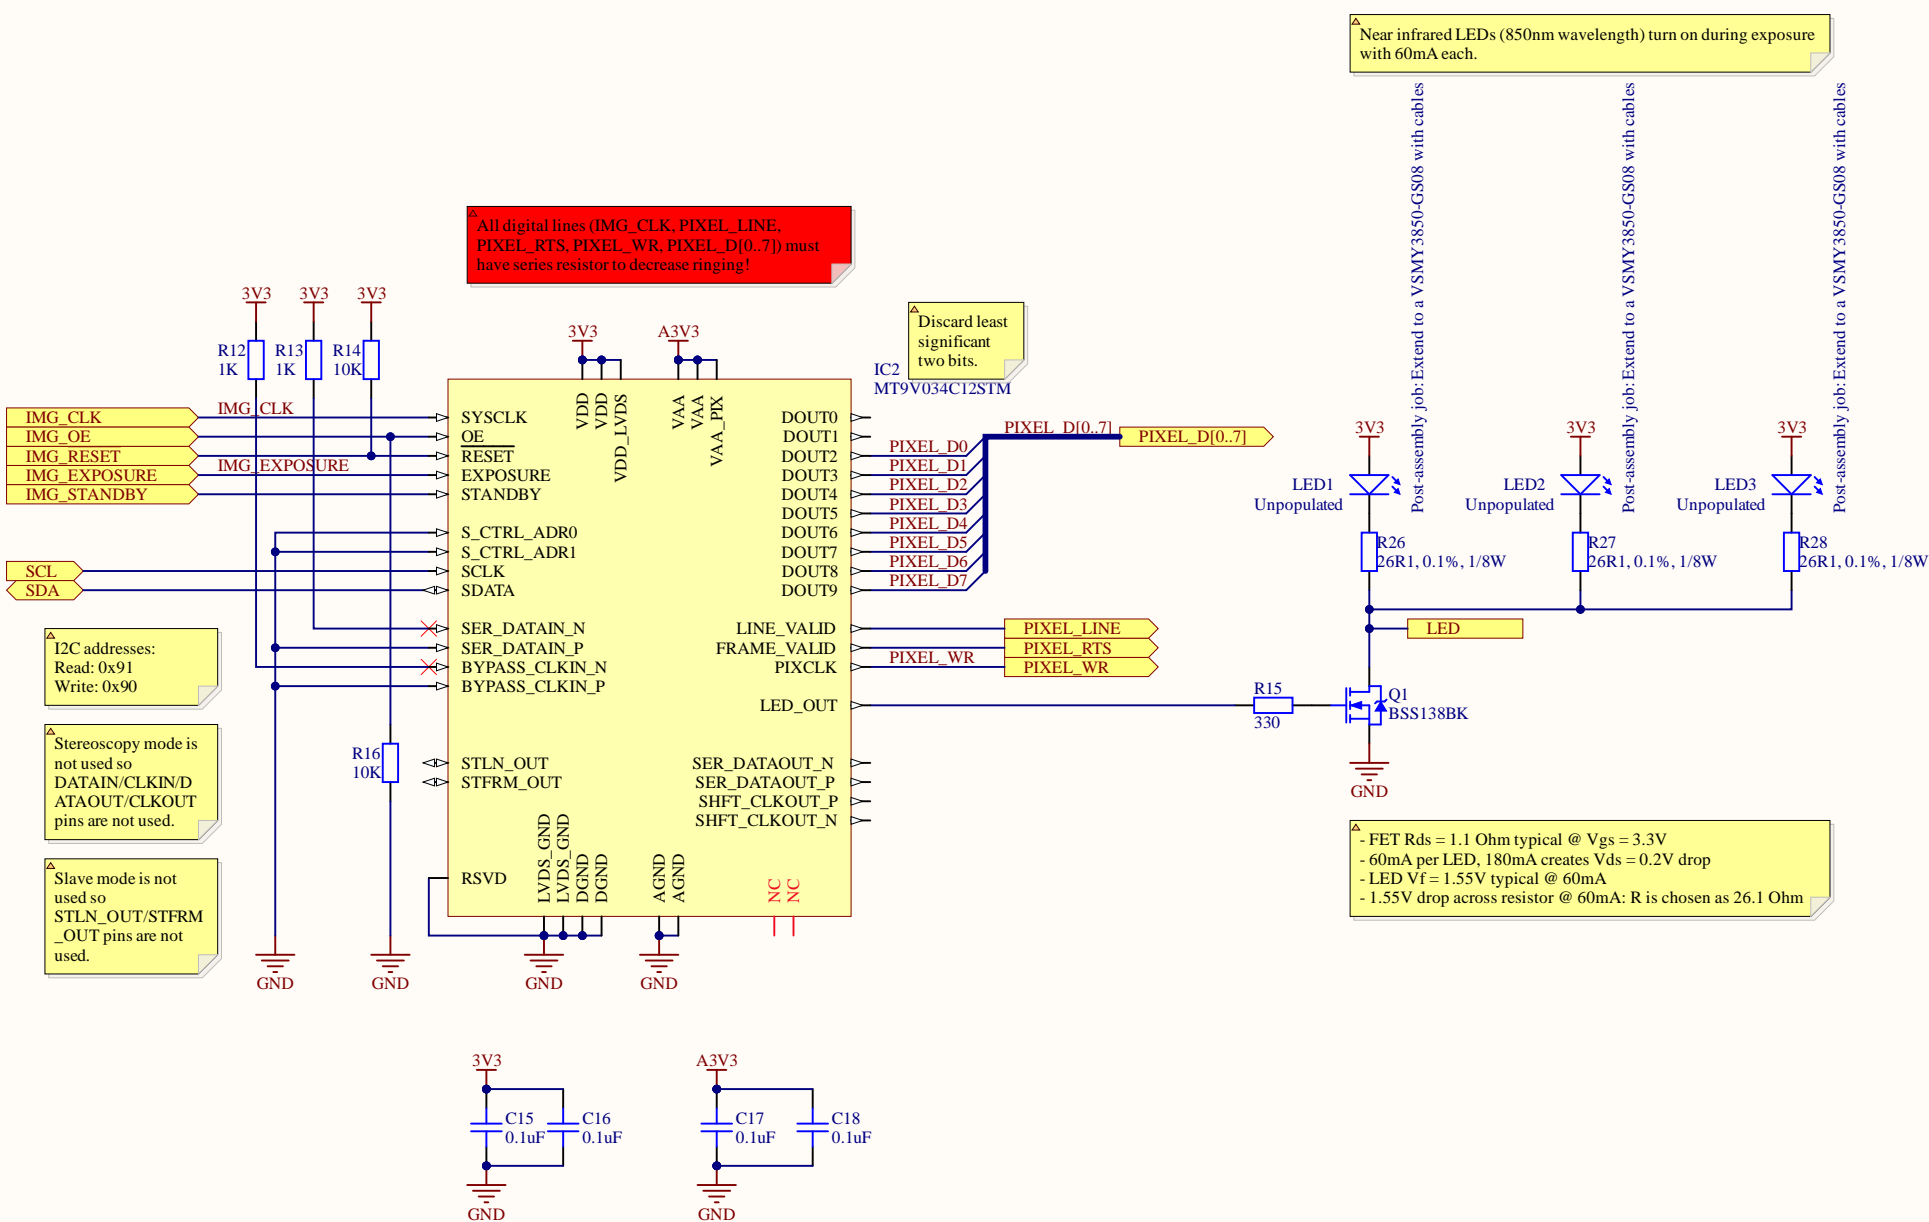 Near infrared LEDs (850nm wavelength) turn on during exposure
with 60mA each.
Post-assembly job: Extend to a VSMY3850-GS08 with cables
Post-assembly job: Extend to a VSMY3850-GS08 with cables
Post-assembly job: Extend to a VSMY3850-GS08 with cables
All digital lines (IMG_CLK, PIXEL_LINE,
PIXEL_RTS, PIXEL_WR, PIXEL_D[0..7]) must
have series resistor to decrease ringing!
3V3
3V3
3V3
R12
1K
R13
1K
R14
10K
3V3
A3V3
Discard least
significant
two bits.
IC2
MT9V034C12STM
VDD
VDD
VDD_LVDS
VAA
VAA
VAA_PIX
IMG_CLK
IMG_OE
IMG_RESET
IMG_EXPOSURE
IMG_STANDBY
IMG_CLK
IMG_EXPOSURE
SYSCLK
OE
RESET
EXPOSURE
STANDBY
S_CTRL_ADR0
S_CTRL_ADR1
SCLK
SDATA
SCL
SDA
SER_DATAIN_N
SER_DATAIN_P
BYPASS_CLKIN_N
BYPASS_CLKIN_P
STLN_OUT
STFRM_OUT
RSVD
DOUT0
DOUT1
DOUT2
DOUT3
DOUT4
DOUT5
DOUT6
DOUT7
DOUT8
DOUT9
LINE_VALID
FRAME_VALID
PIXCLK
LED_OUT
SER_DATAOUT_N
SER_DATAOUT_P
SHFT_CLKOUT_P
SHFT_CLKOUT_N
LVDS_GND
LVDS_GND
DGND
DGND
AGND
AGND
NC
NC
PIXEL_D0
PIXEL_D1
PIXEL_D2
PIXEL_D3
PIXEL_D4
PIXEL_D5
PIXEL_D6
PIXEL_D7
PIXEL_D[0..7]
PIXEL_D[0..7]
PIXEL_WR
PIXEL_LINE
PIXEL_RTS
PIXEL_WR
3V3
3V3
3V3
LED1
Unpopulated
LED2
Unpopulated
LED3
Unpopulated
R26
26R1, 0.1%, 1/8W
R27
26R1, 0.1%, 1/8W
R28
26R1, 0.1%, 1/8W
LED
R15
330
Q1
BSS138BK
GND
I2C addresses:
Read: 0x91
Write: 0x90
Stereoscopy mode is
not used so
DATAIN/CLKIN/D
ATAOUT/CLKOUT
pins are not used.
Slave mode is not
used so
STLN_OUT/STFRM
_OUT pins are not
used.
R16
10K
- FET Rds = 1.1 Ohm typical @ Vgs = 3.3V
- 60mA per LED, 180mA creates Vds = 0.2V drop
- LED Vf = 1.55V typical @ 60mA
- 1.55V drop across resistor @ 60mA: R is chosen as 26.1 Ohm
GND
GND
GND
GND
3V3
C15
0.1uF
C16
0.1uF
GND
A3V3
C17
0.1uF
C18
0.1uF
GND